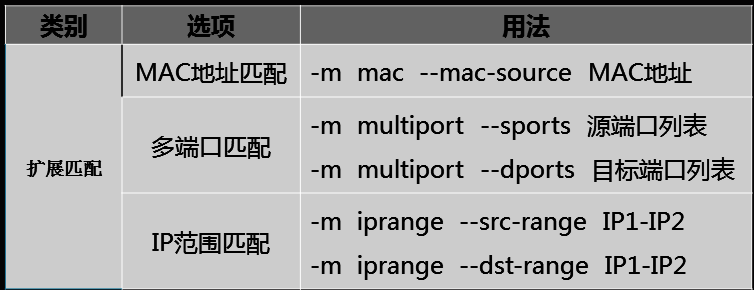 类别 选项 用法
MAC地址匹配 -m mac --mac-source MAC地址
扩展匹配
多端口匹配
-m multiport --sports 源端口列表
-m multiport --dports 目标端口列表
IP范围匹配
-m iprange --src-range IP1-IP2
-m iprange --dst-range IP1-IP2